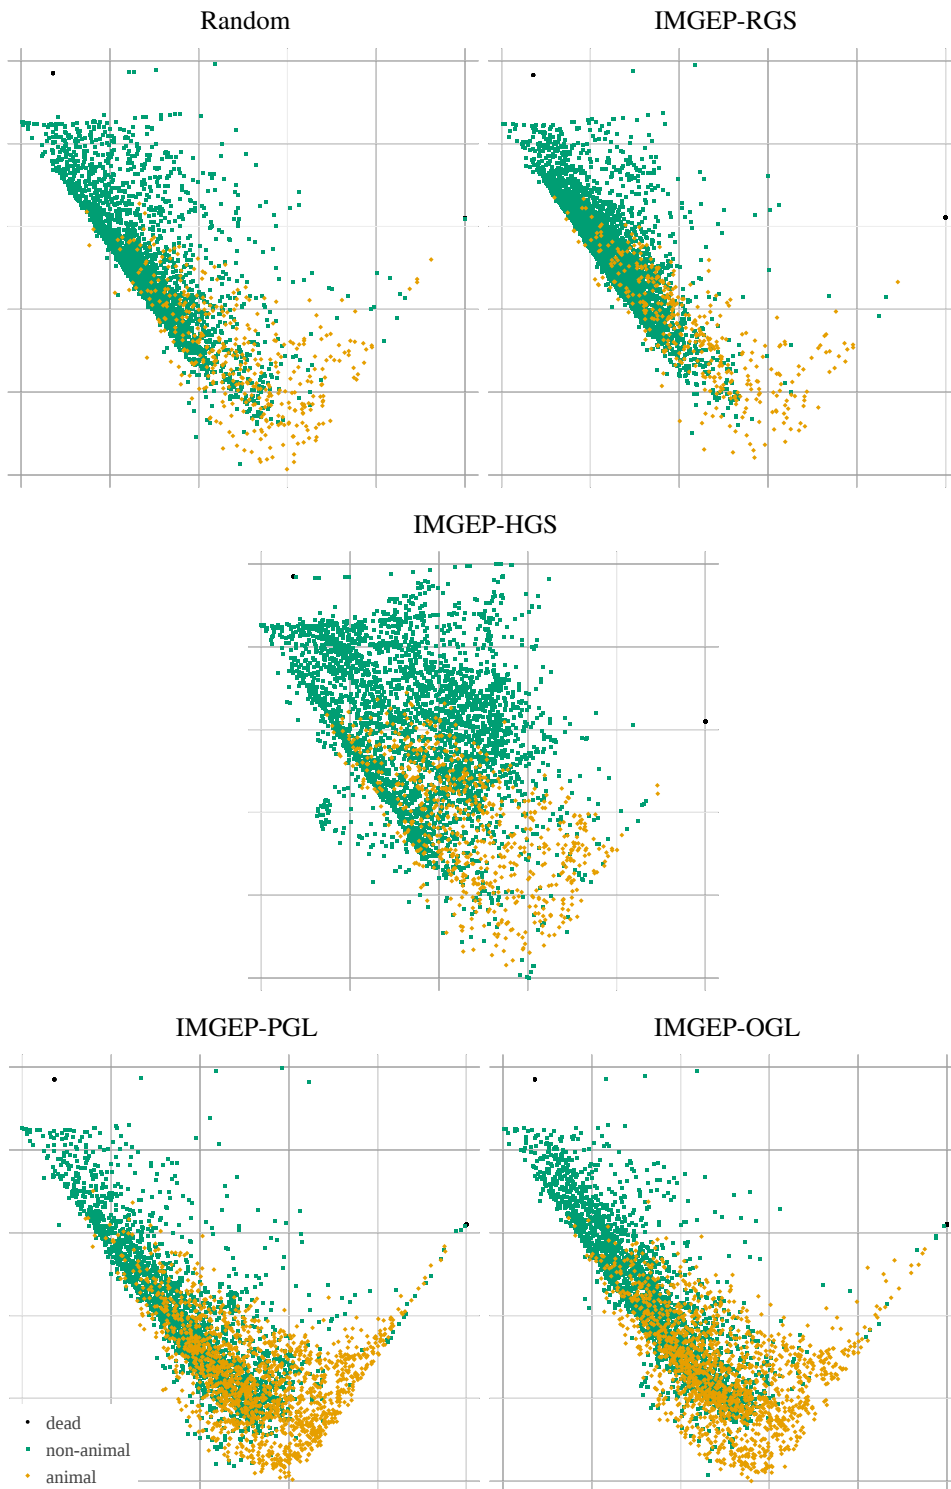 Random
IMGEP-RGS
IMGEP-HGS
IMGEP-PGL
IMGEP-OGL
dead
non-animal
animal